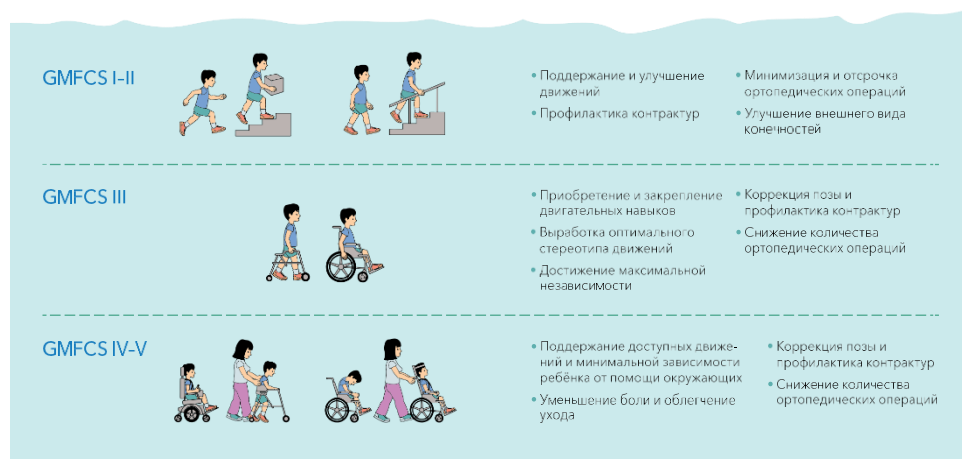 GMFCS I–II
• Поддержание и улучшение
движений
• Профилактика контрактур
• Минимизация и отсрочка
ортопедических операций
• Улучшение внешнего вида
конечностей
GMFCS III
• Приобретение и закрепление
двигательных навыков
• Выработка оптимального
стереотипа движений
• Достижение максимальной
независимости
• Коррекция позы и
профилактика контрактур
• Снижение количества
ортопедических операций
GMFCS IV–V
• Поддержание доступных движе-
ний и минимальной зависимости
ребёнка от помощи окружающих
• Уменьшение боли и облегчение
ухода
• Коррекция позы и
профилактика контрактур
• Снижение количества
ортопедических операций